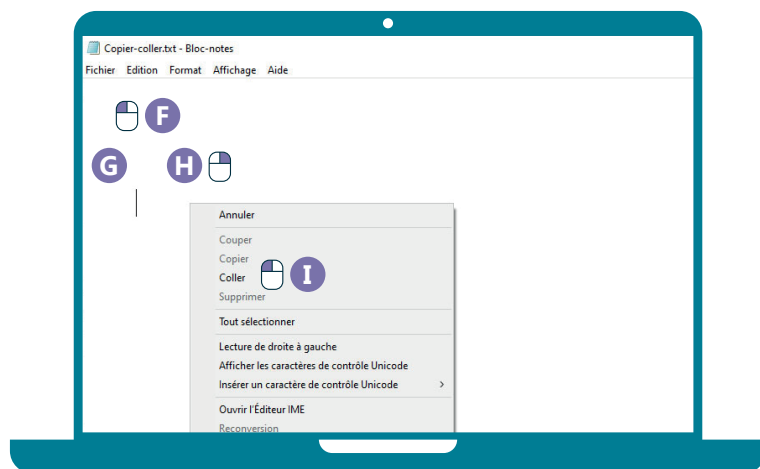 Copier-coller.txt - Bloc-notes
Fichier Edition Format Affichage Aide
F
G H
Annuler
Couper
Copier
Coller I
Supprimer
Tout sélectionner
Lecture de droite à gauche
Afficher les caractères de contrôle Unicode
Insérer un caractère de contrôle Unicode >
Ouvrir l'Éditeur IME
Reconversion